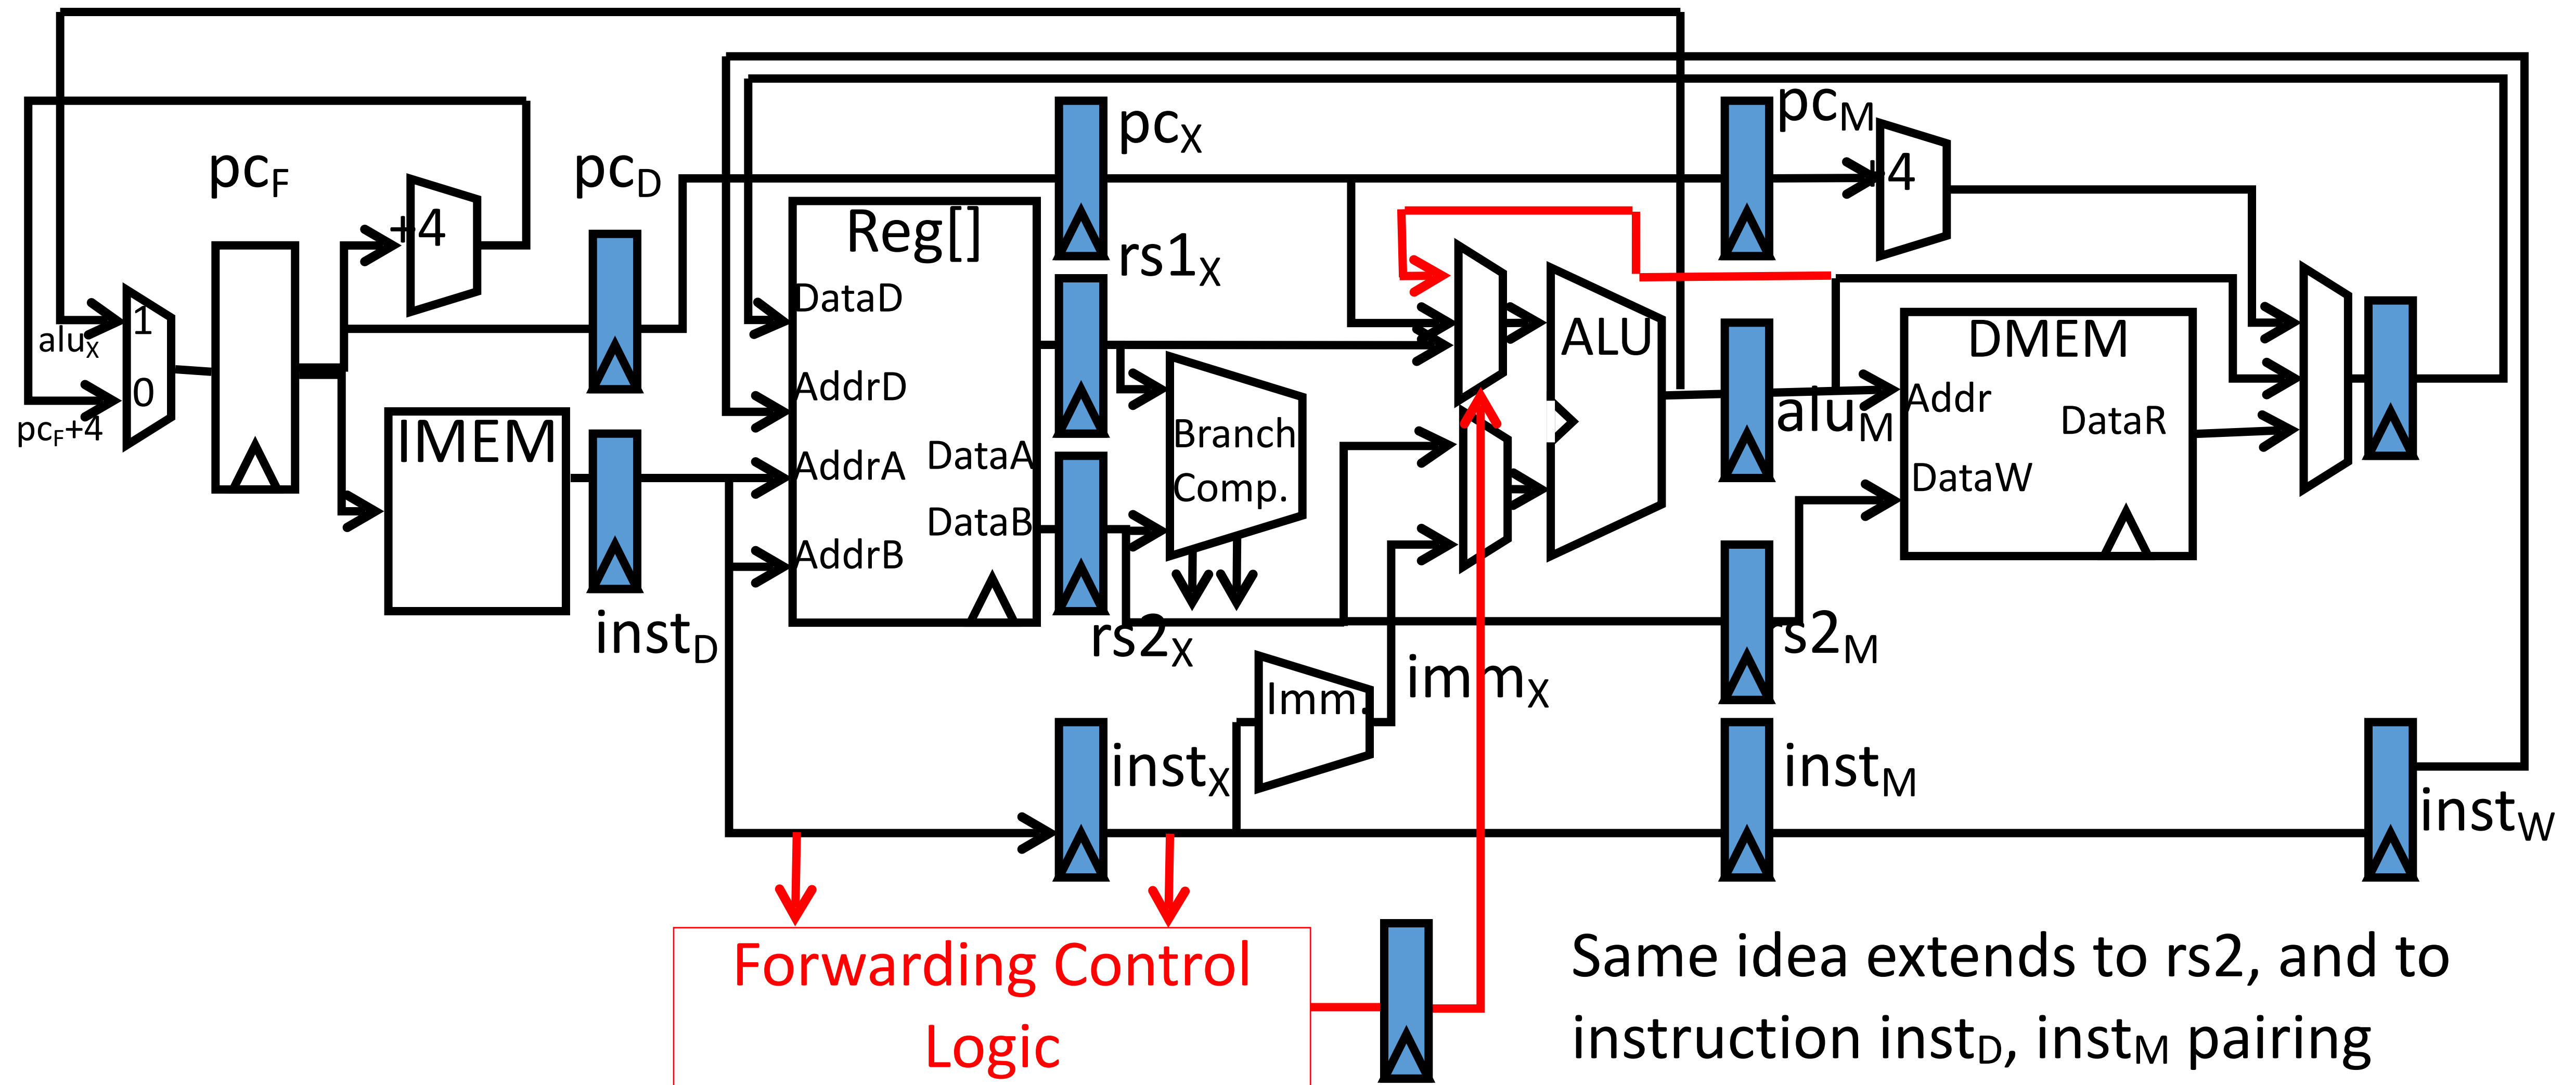 pcF
+4
pcD
Reg[]
DataD
AddrD
AddrA
AddrB
DataA
DataB
pcX
rs1X
pcM
+4
1
0
aluX
pcF+4
IMEM
instD
Branch
Comp.
rs2X
ALU
aluM
DMEM
Addr
DataR
DataW
rs2M
Imm.
immX
instX
instM
instW
Forwarding Control
Logic
Same idea extends to rs2, and to
instruction instD, instM pairing